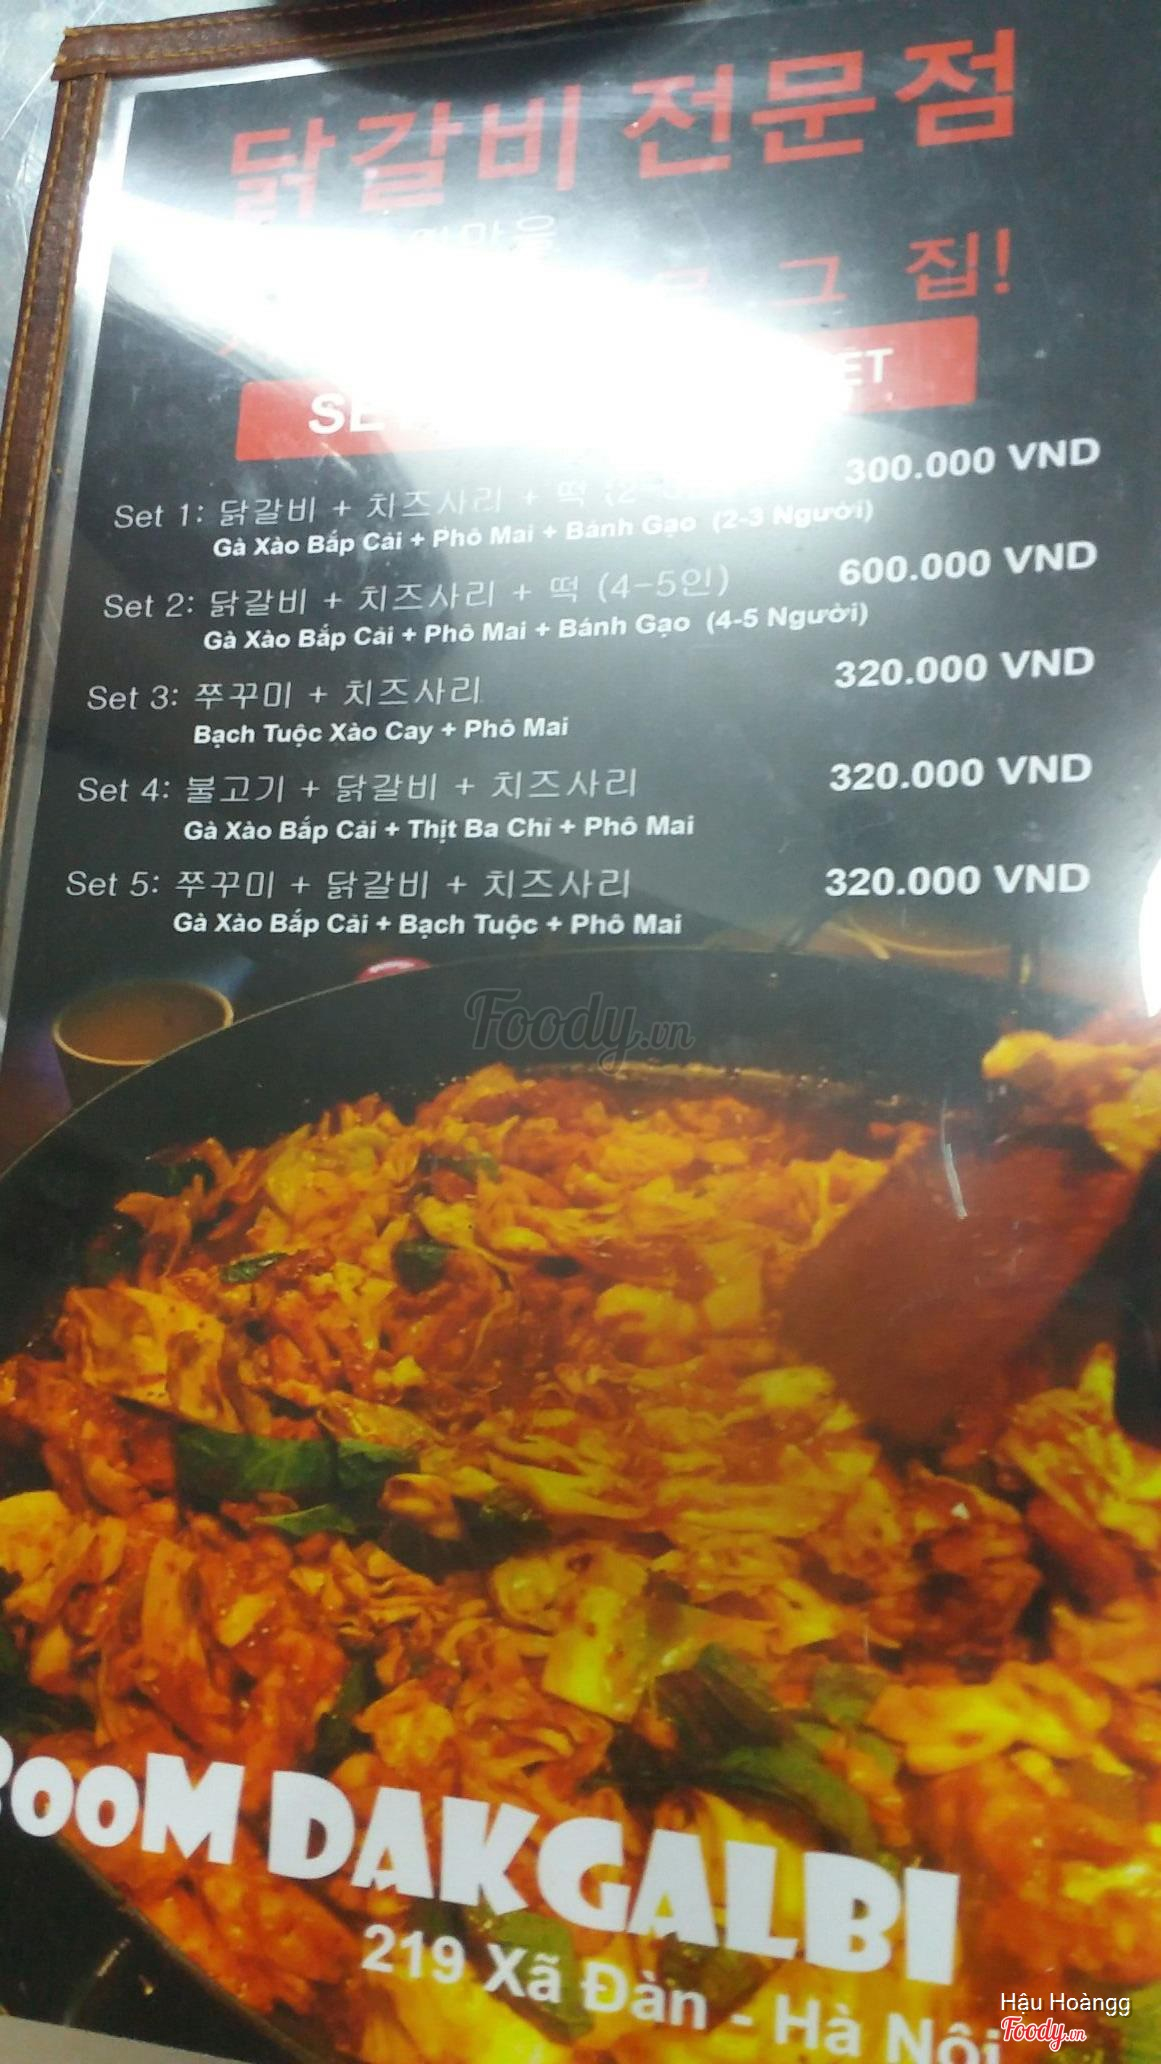 닭갈비 전문점
그 집!
Set 1: 닭갈비 + 치즈사리 + 떡 300.000 VND
Gà Xào Bắp Cải + Phô Mai + Bánh Gạo (2-3 Người)
Set 2: 닭갈비 + 치즈사리 + 떡 (4-5인) 600.000 VND
Gà Xào Bắp Cải + Phô Mai + Bánh Gạo (4-5 Người)
Set 3: 쭈꾸미 + 치즈사리 320.000 VND
Bạch Tuộc Xào Cay + Phô Mai
Set 4: 불고기 + 닭갈비 + 치즈사리 320.000 VND
Gà Xào Bắp Cải + Thịt Ba Chỉ + Phô Mai
Set 5: 쭈꾸미 + 닭갈비 + 치즈사리 320.000 VND
Gà Xào Bắp Cải + Bạch Tuộc + Phô Mai
Foody.vn
BOOM DAKGALBI
219 Xã Đàn - Hà Nội
Hậu Hoàngg
Foody.vn